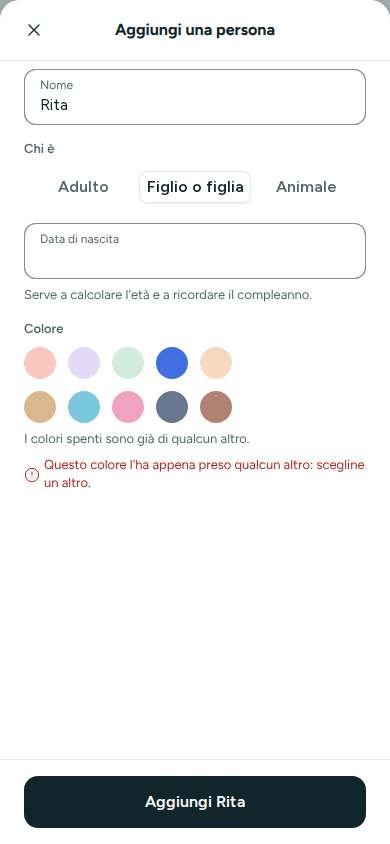 Aggiungi una persona
Nome
Rita
Chi è
Adulto
Figlio o figlia
Animale
Data di nascita
Serve a calcolare l'età e a ricordare il compleanno.
Colore
I colori spenti sono già di qualcun altro.
Questo colore l'ha appena preso qualcun altro: scegline
un altro.
Aggiungi Rita